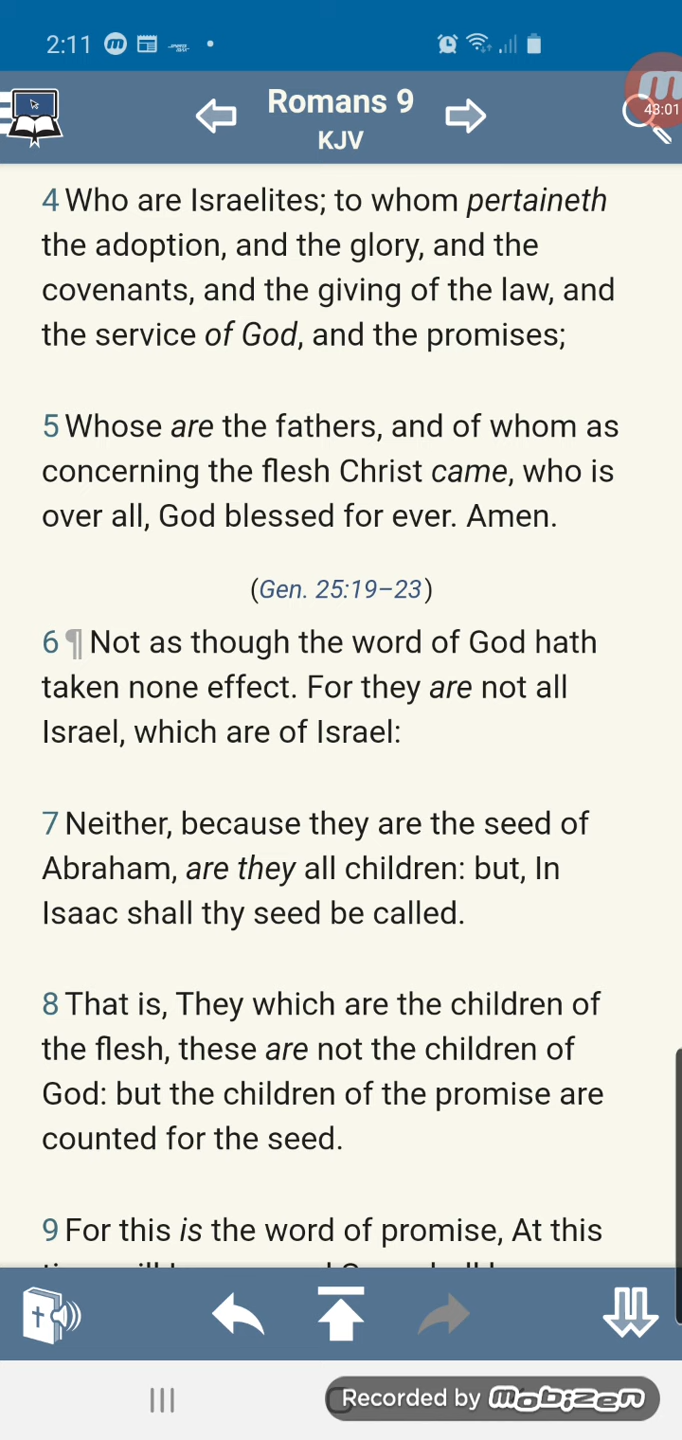 2:11
Romans 9
KJV
43:01
4 Who are Israelites; to whom pertaineth
the adoption, and the glory, and the
covenants, and the giving of the law, and
the service of God, and the promises;
5 Whose are the fathers, and of whom as
concerning the flesh Christ came, who is
over all, God blessed for ever. Amen.
(Gen. 25:19–23)
6 ¶ Not as though the word of God hath
taken none effect. For they are not all
Israel, which are of Israel:
7 Neither, because they are the seed of
Abraham, are they all children: but, In
Isaac shall thy seed be called.
8 That is, They which are the children of
the flesh, these are not the children of
God: but the children of the promise are
counted for the seed.
9 For this is the word of promise, At this
Recorded by mobizen